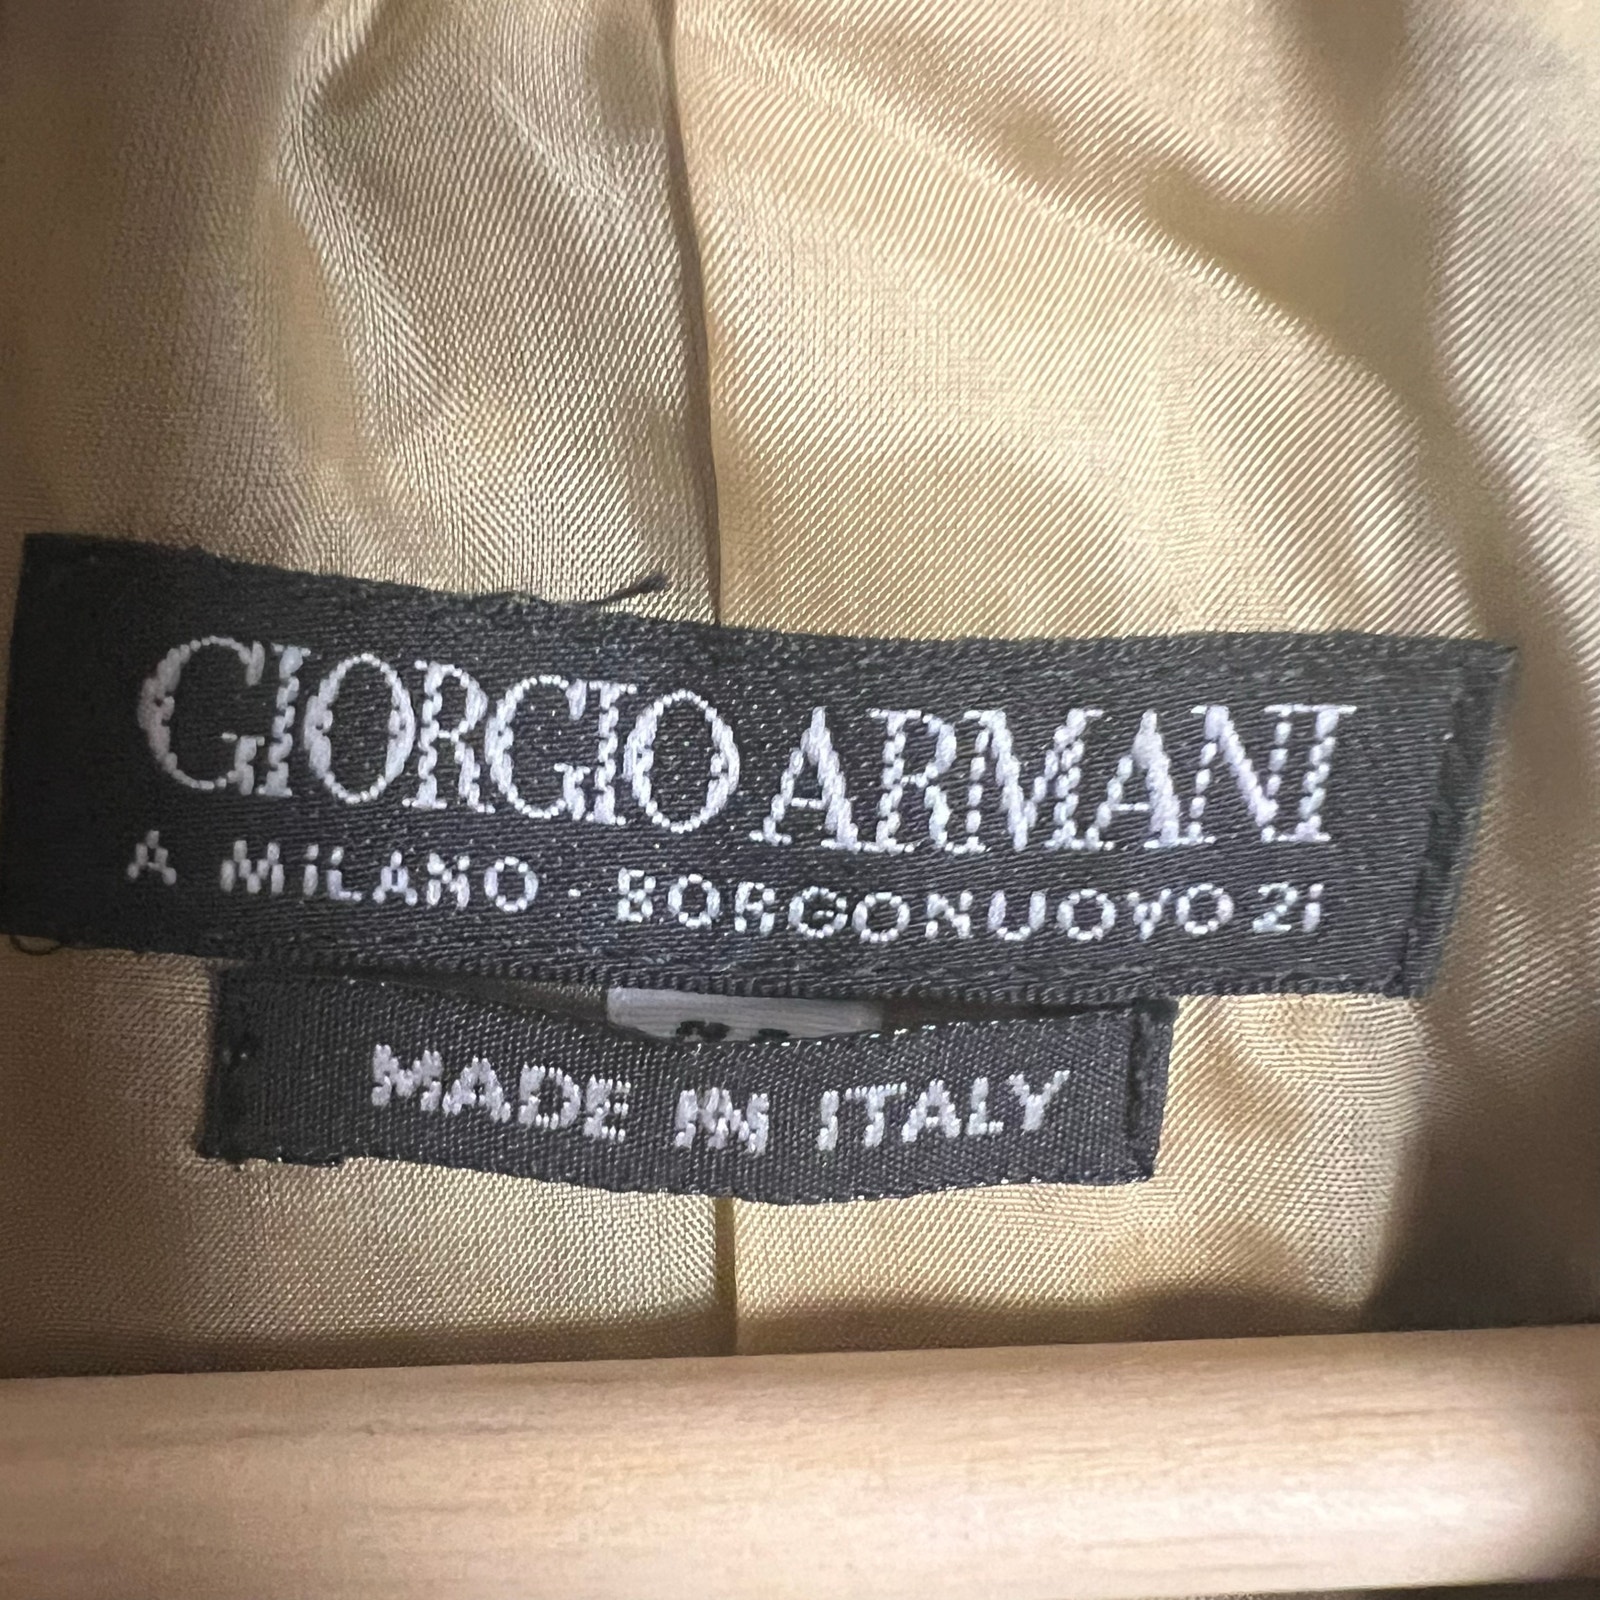 GIORGIO ARMANI
A MILANO · BORGONUOVO 21
MADE IN ITALY